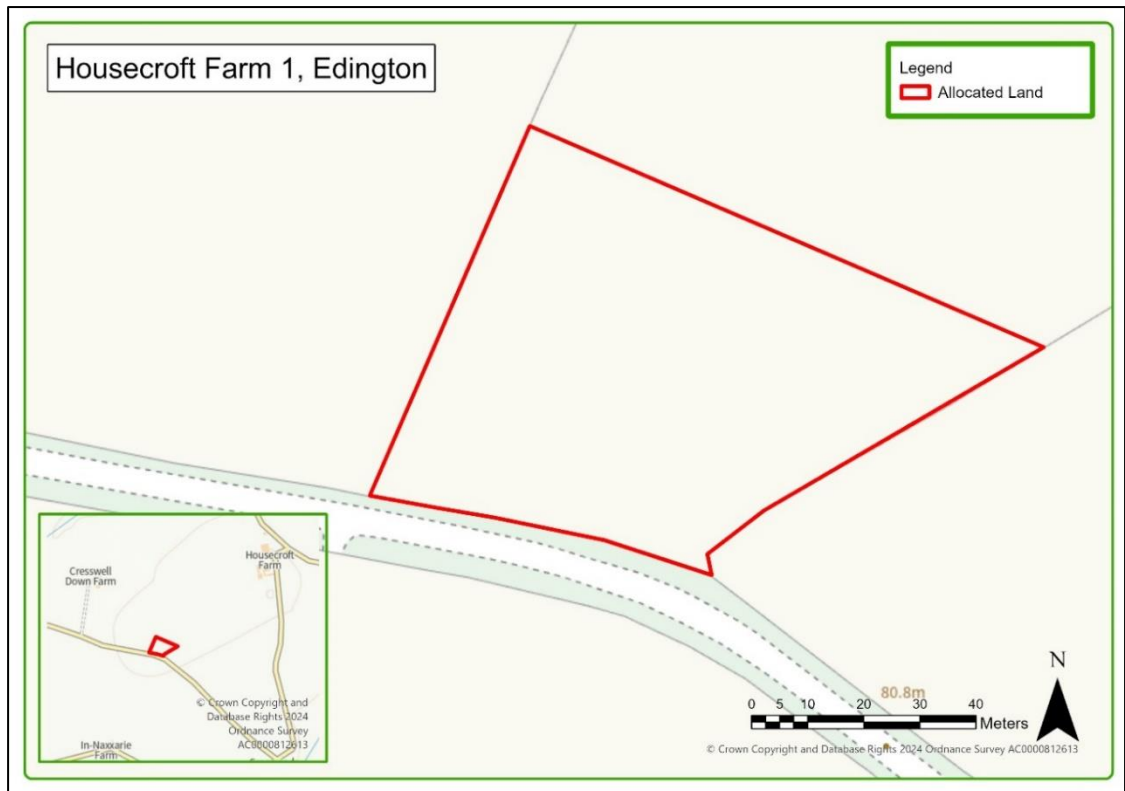 Housecroft Farm 1, Edington
Legend
Allocated Land
Housecroft
Farm
Cresswell
Down Farm
© Crown Copyright and
Database Rights 2024
Ordnance Survey
AC0000812613
In-Naxxarie
Farm
N
80.8m
0 5 10 20 30 40
Meters
© Crown Copyright and Database Rights 2024 Ordnance Survey AC0000812613